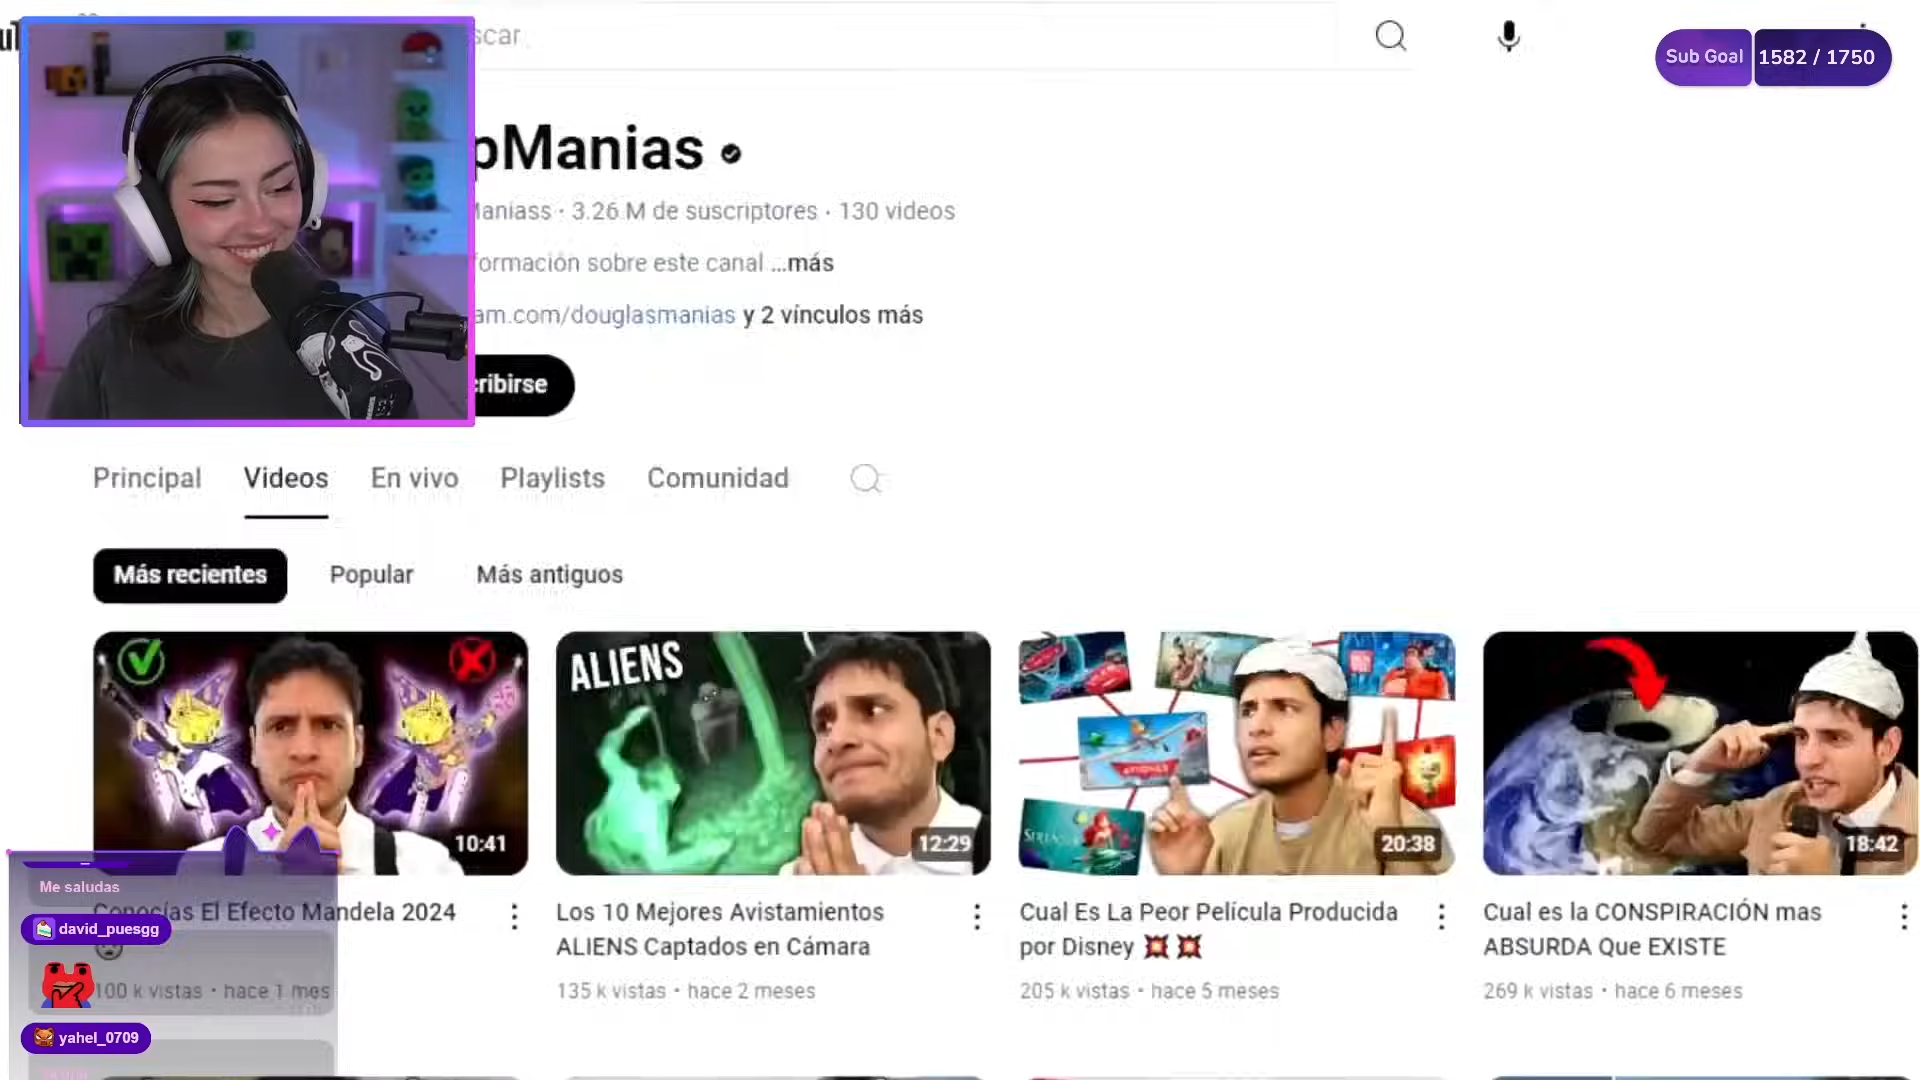 scar
Sub Goal 1582 / 1750
pManias
Maniass · 3.26 M de suscriptores · 130 videos
formación sobre este canal ...más
am.com/douglasmanias y 2 vínculos más
cribirse
Principal Videos En vivo Playlists Comunidad
Más recientes Popular Más antiguos
10:41
ALIENS
12:29
AVIONES
20:38
18:42
Conocías El Efecto Mandela 2024
100 k vistas · hace 1 mes
Los 10 Mejores Avistamientos
ALIENS Captados en Cámara
135 k vistas · hace 2 meses
Cual Es La Peor Película Producida
por Disney 💥 💥
205 k vistas · hace 5 meses
Cual es la CONSPIRACIÓN mas
ABSURDA Que EXISTE
269 k vistas · hace 6 meses
Me saludas
david_puesgg
yahel_0709